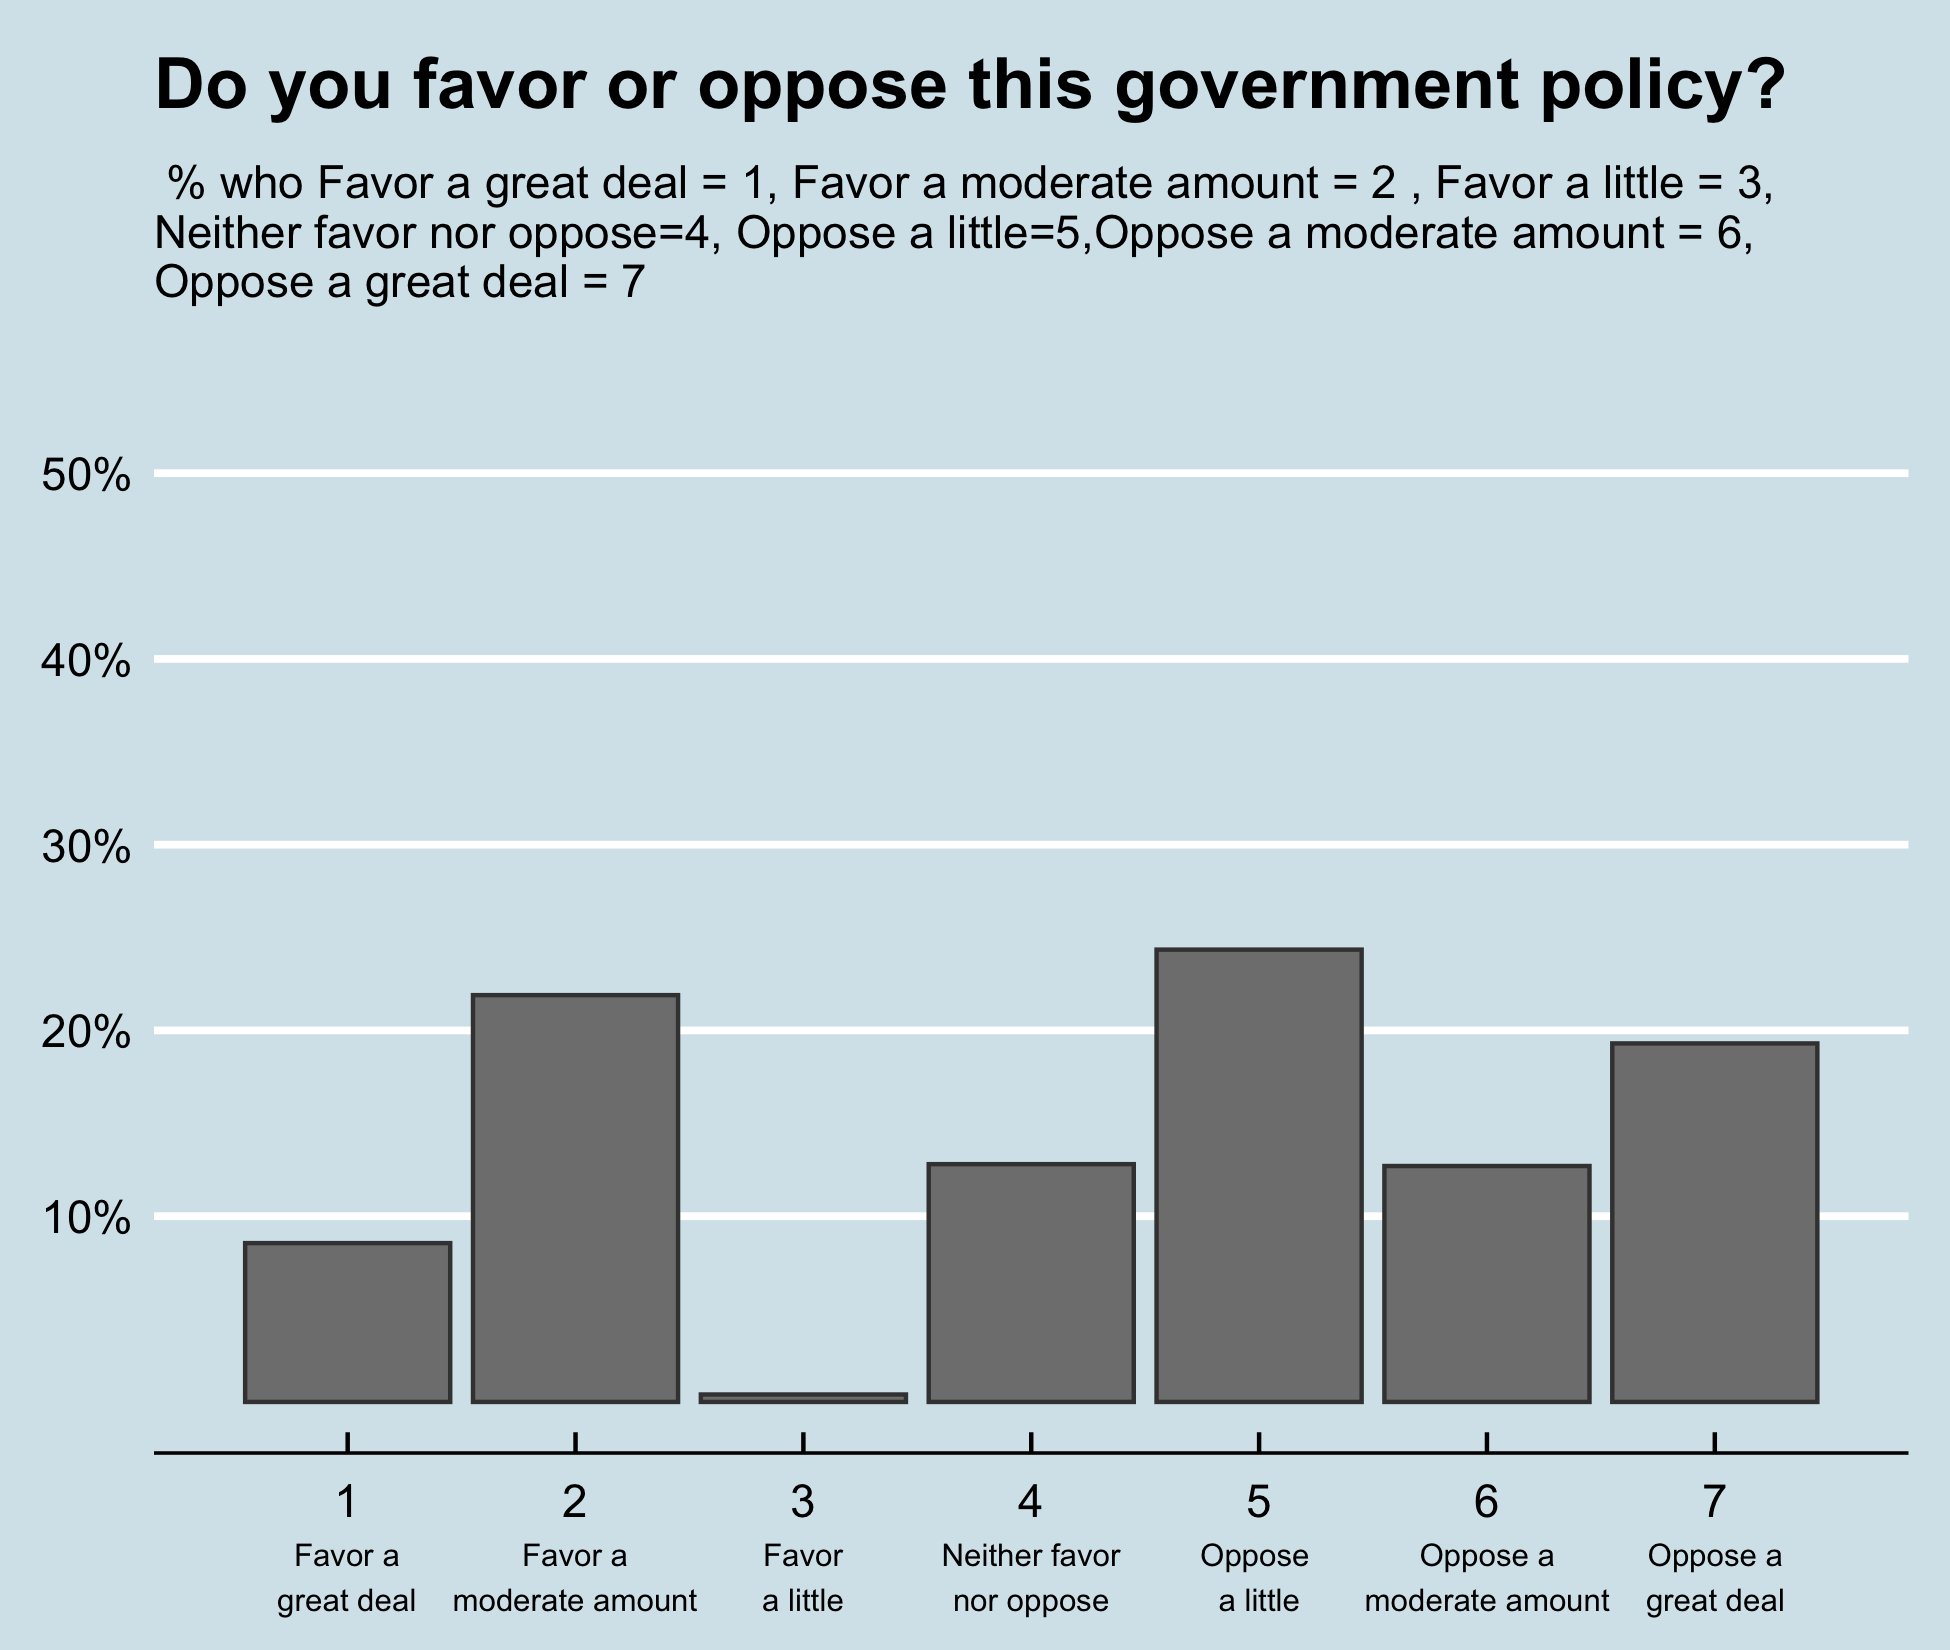 Do you favor or oppose this government policy?
% who Favor a great deal = 1, Favor a moderate amount = 2 , Favor a little = 3,
Neither favor nor oppose=4, Oppose a little=5,Oppose a moderate amount = 6,
Oppose a great deal = 7
50%
40%
30%
20%
10%
1 2 3 4 5 6 7
Favor a Favor a Favor Neither favor Oppose Oppose a Oppose a
great deal moderate amount a little nor oppose a little moderate amount great deal